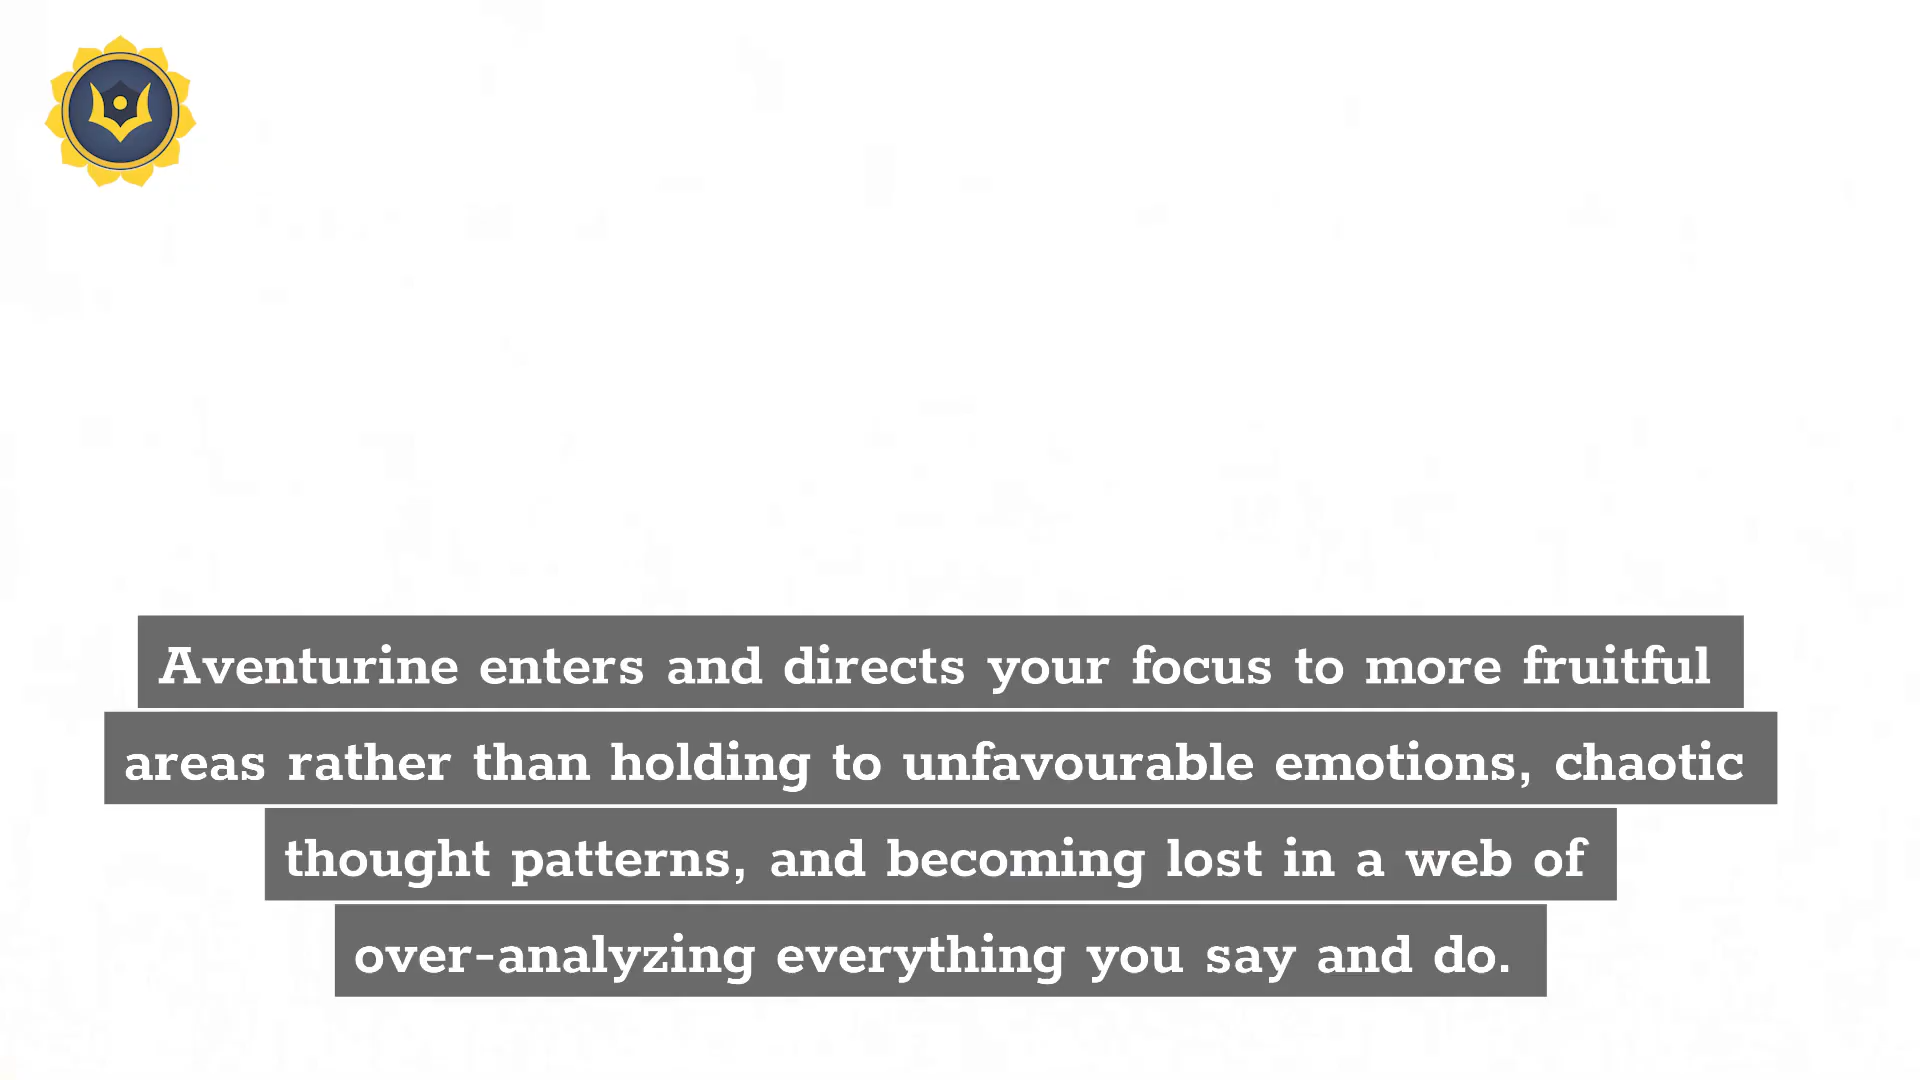 Aventurine enters and directs your focus to more fruitful
areas rather than holding to unfavourable emotions, chaotic
thought patterns, and becoming lost in a web of
over-analyzing everything you say and do.